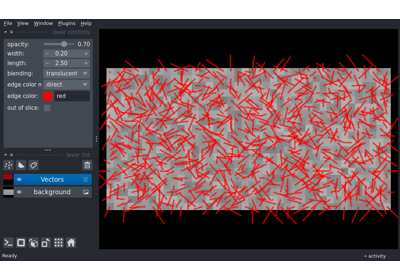 File View Window Plugins Help
layer controls
opacity: 0.70
width: 0.20
length: 2.50
blending: translucent
edge color m direct
edge color: red
out of slice:
layer list
Vectors
background
Ready
activity